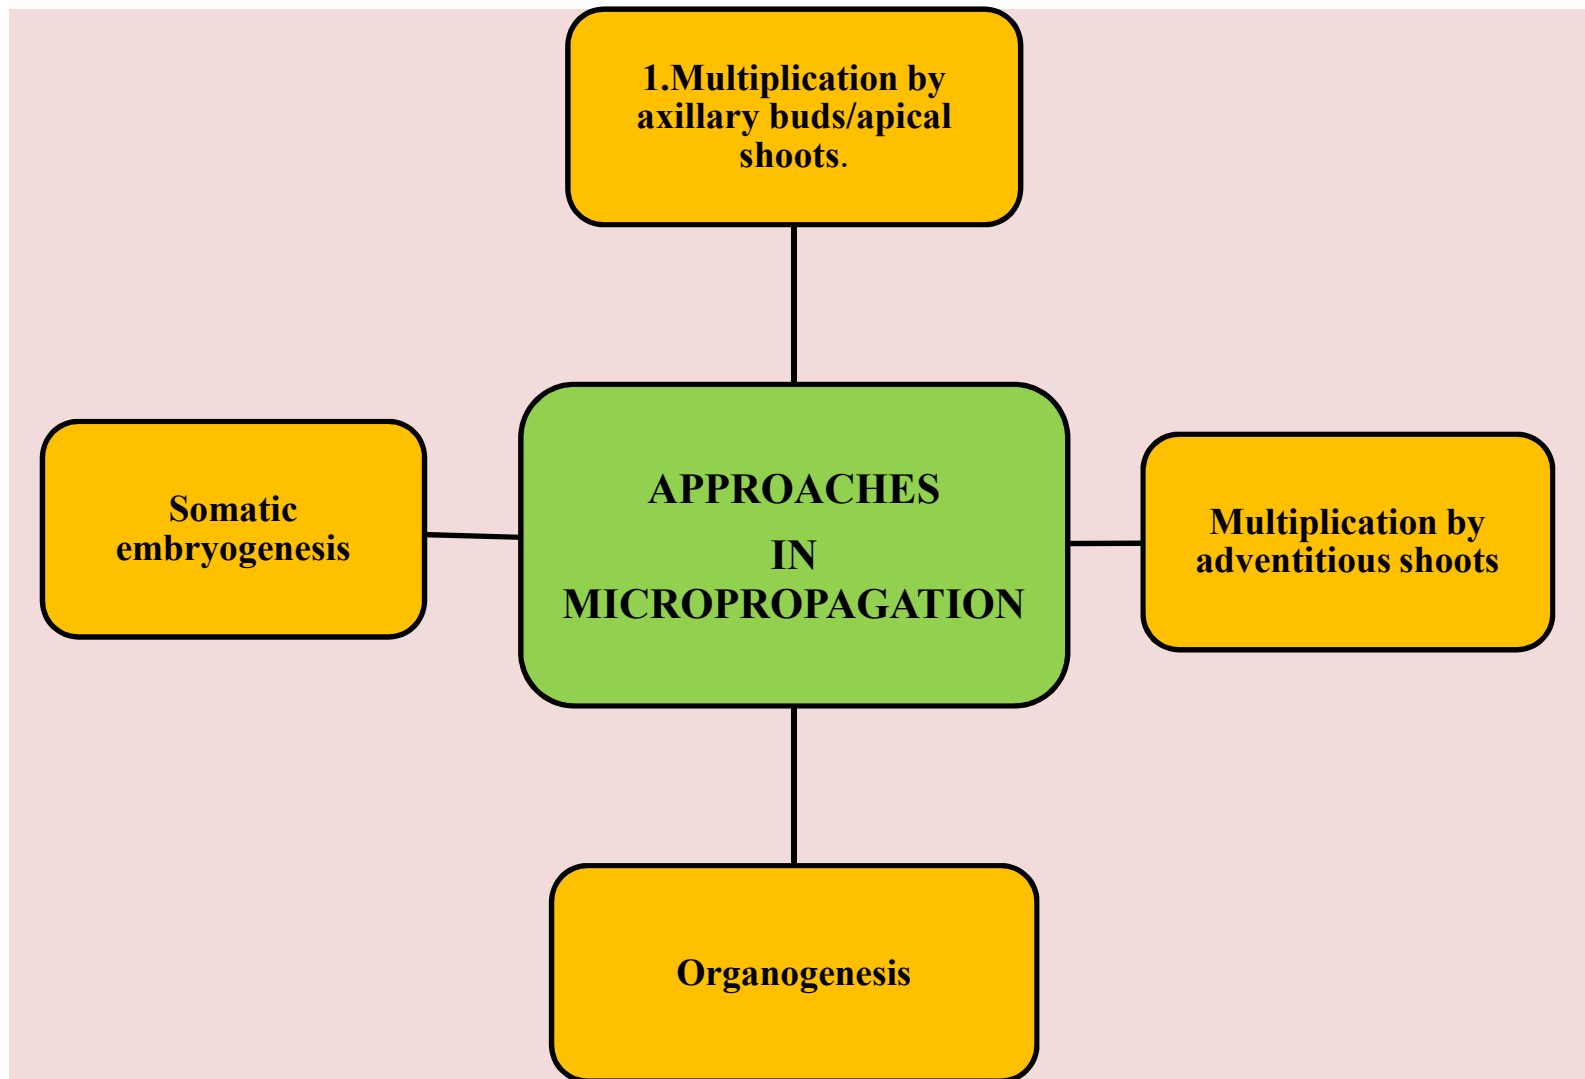 1.Multiplication by
axillary buds/apical
shoots.
APPROACHES
IN
MICROPROPAGATION
Somatic
embryogenesis
Multiplication by
adventitious shoots
Organogenesis